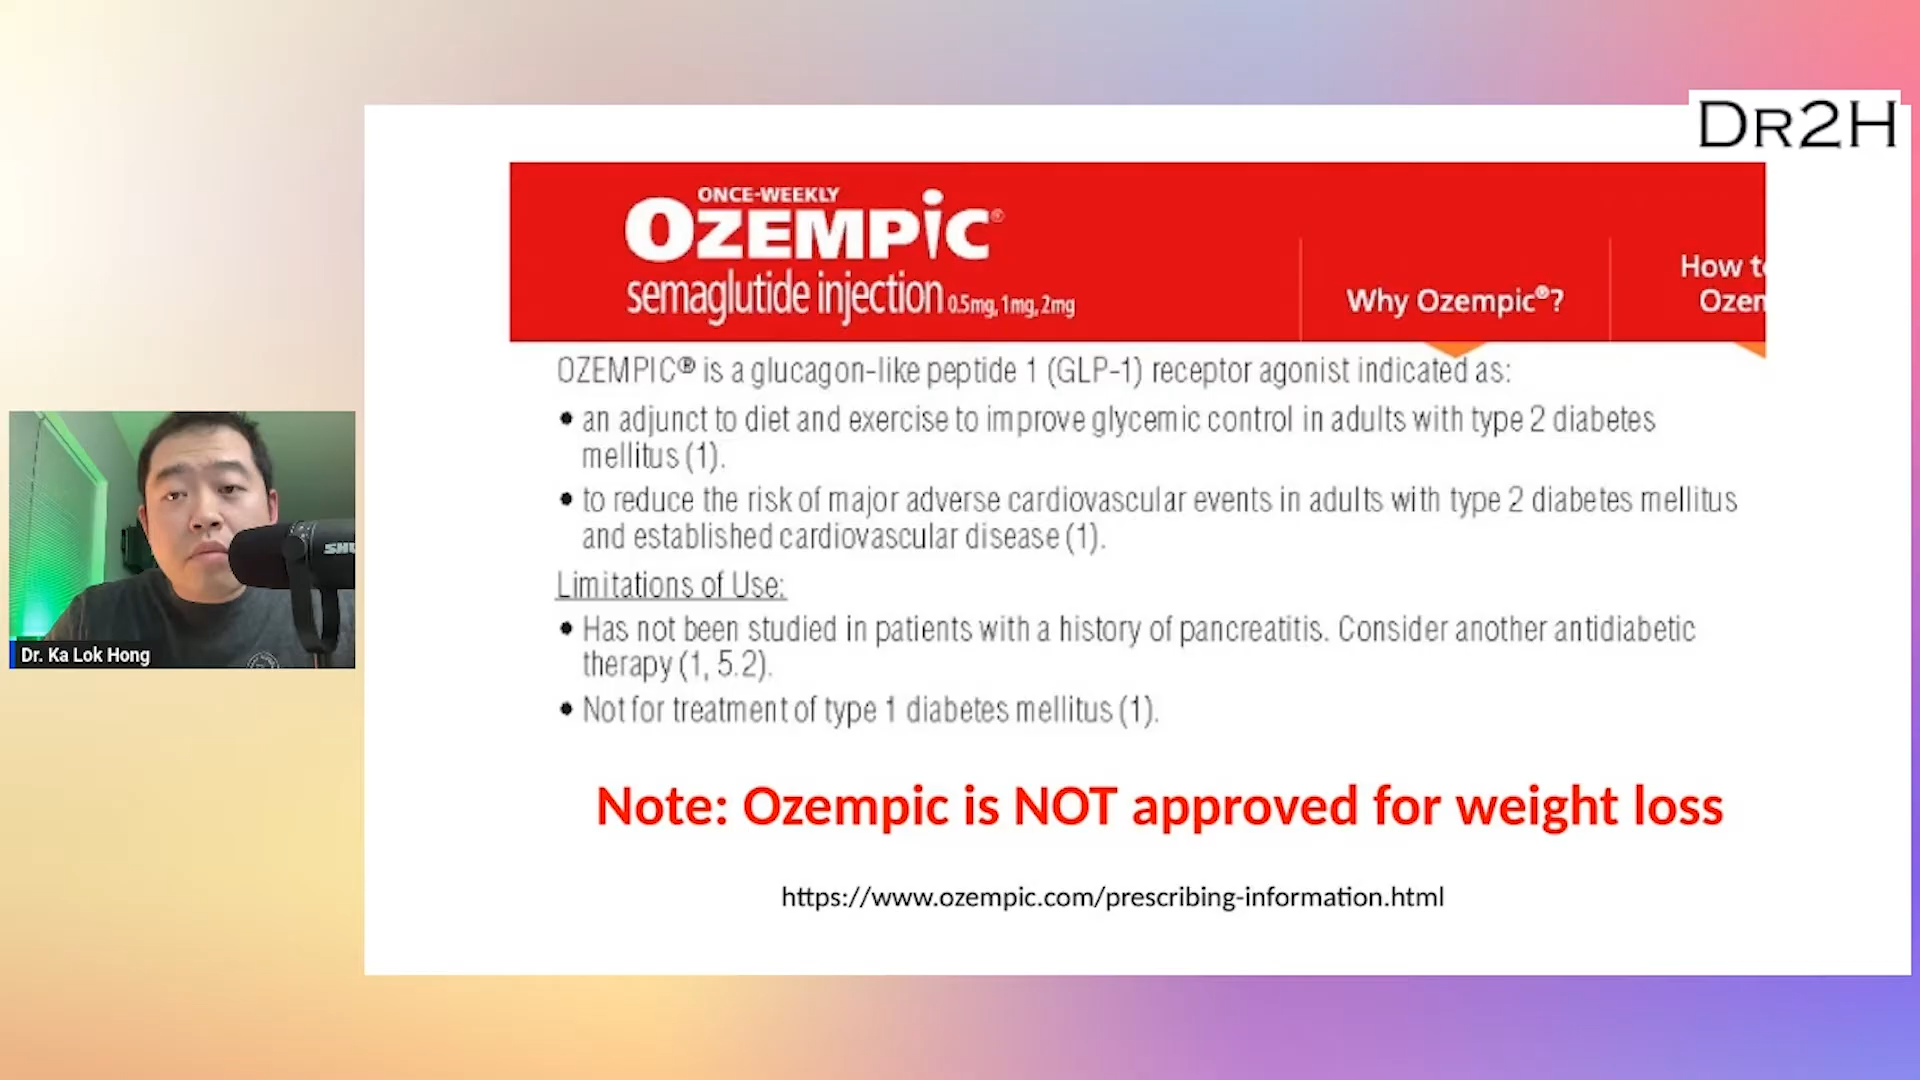 DR2H
ONCE-WEEKLY
OZEMPIC®
semaglutide injection 0.5mg, 1mg, 2mg
Why Ozempic®?
How to
Ozem
OZEMPIC® is a glucagon-like peptide 1 (GLP-1) receptor agonist indicated as:
• an adjunct to diet and exercise to improve glycemic control in adults with type 2 diabetes
mellitus (1).
• to reduce the risk of major adverse cardiovascular events in adults with type 2 diabetes mellitus
and established cardiovascular disease (1).
Limitations of Use:
• Has not been studied in patients with a history of pancreatitis. Consider another antidiabetic
therapy (1, 5.2).
• Not for treatment of type 1 diabetes mellitus (1).
Note: Ozempic is NOT approved for weight loss
https://www.ozempic.com/prescribing-information.html
SHU
Dr. Ka Lok Hong